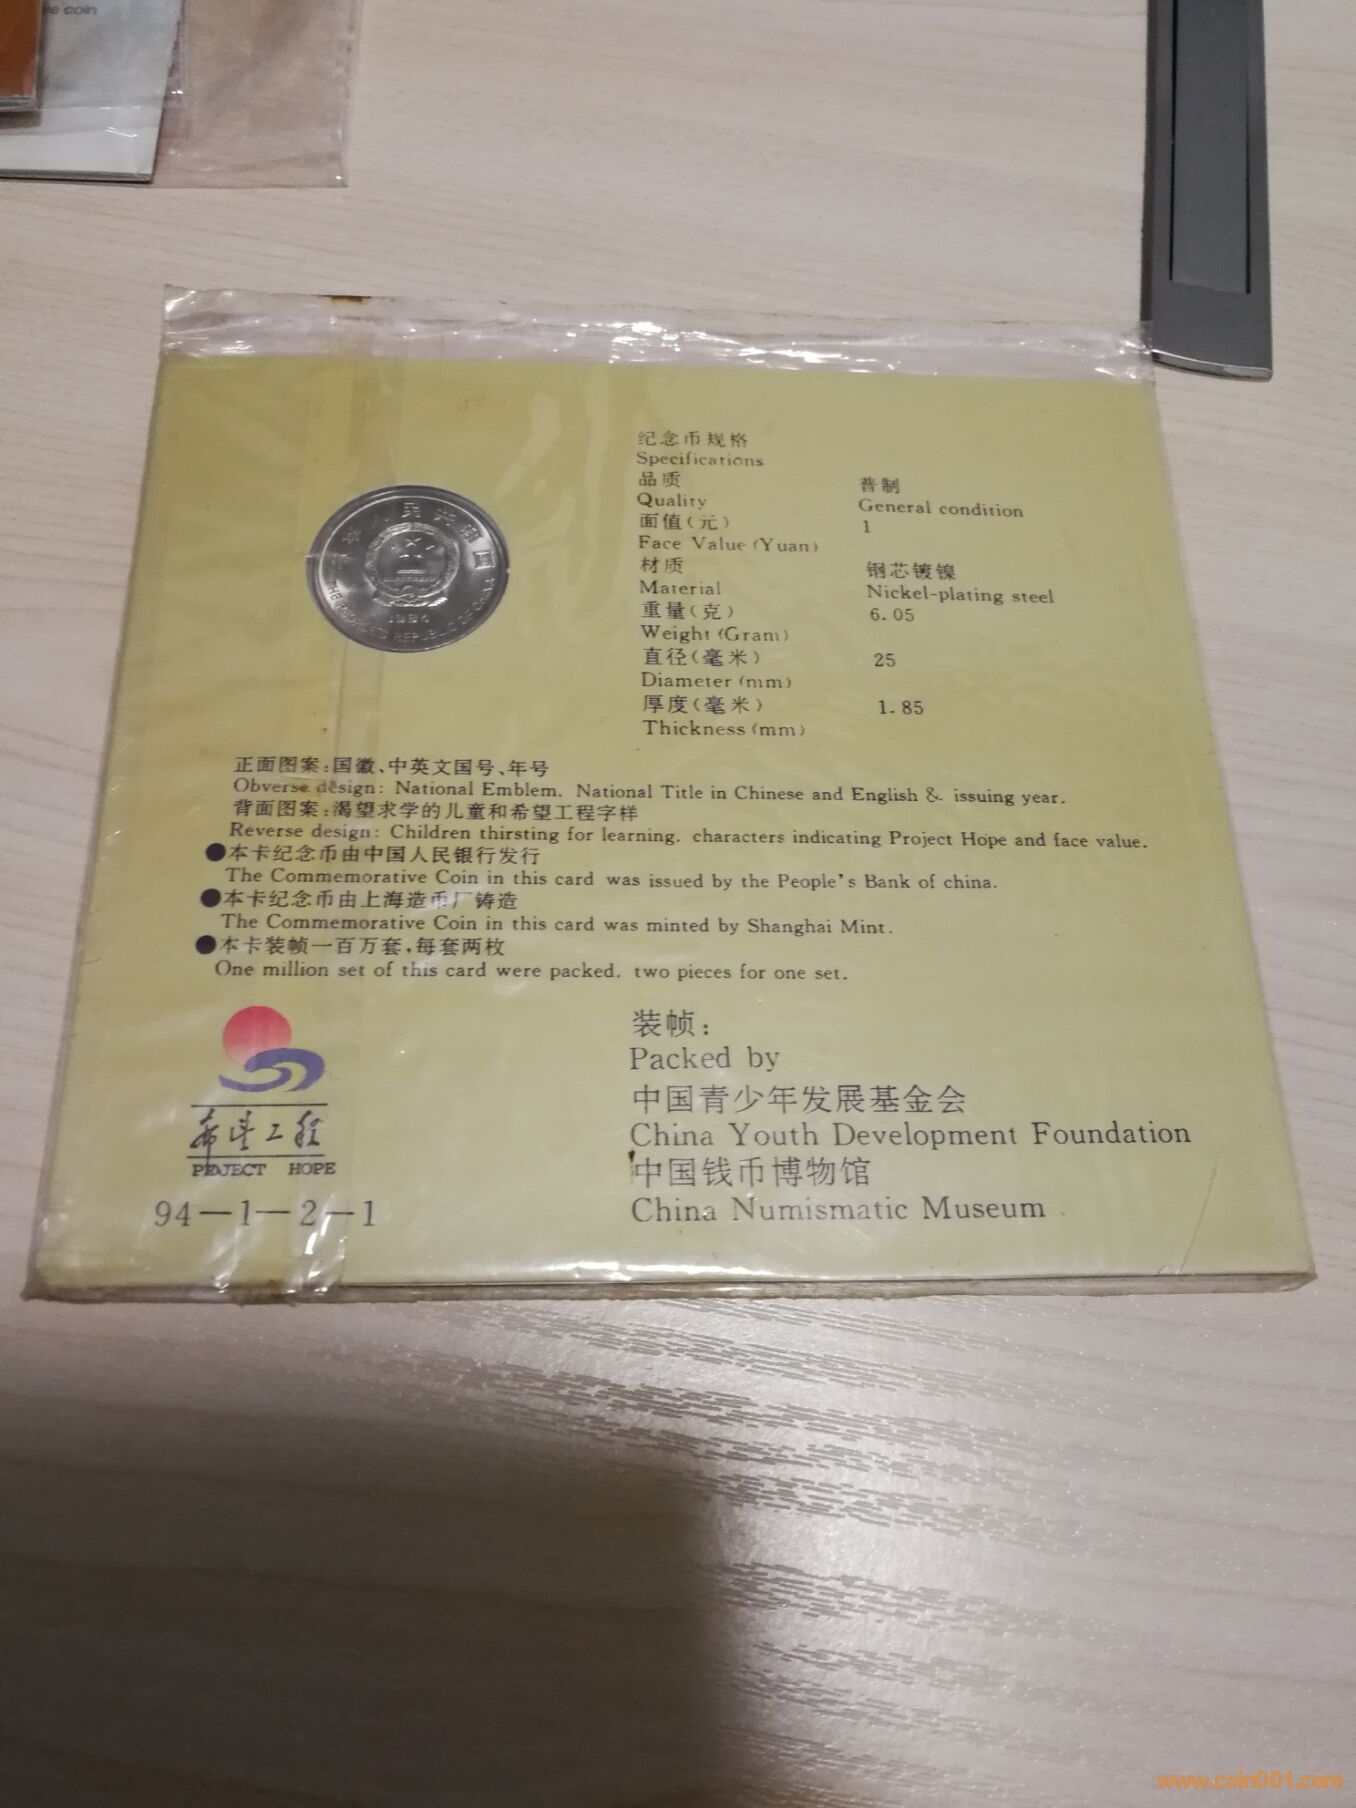 ve coin
纪念币规格
Specifications
品质 普制
Quality General condition
面值(元) 1
Face Value (Yuan)
材质 钢芯镀镍
Material Nickel-plating steel
重量(克) 6.05
Weight (Gram)
直径(毫米) 25
Diameter (mm)
厚度(毫米) 1.85
Thickness (mm)
THE PEOPLE'S REPUBLIC OF CHINA
正面图案:国徽、中英文国号、年号
Obverse design: National Emblem. National Title in Chinese and English & issuing year.
背面图案:渴望求学的儿童和希望工程字样
Reverse design: Children thirsting for learning. characters indicating Project Hope and face value.
●本卡纪念币由中国人民银行发行
The Commemorative Coin in this card was issued by the People's Bank of china.
●本卡纪念币由上海造币厂铸造
The Commemorative Coin in this card was minted by Shanghai Mint.
●本卡装帧一百万套,每套两枚
One million set of this card were packed. two pieces for one set.
希望工程
PROJECT HOPE
94—1—2—1
装帧:
Packed by
中国青少年发展基金会
China Youth Development Foundation
中国钱币博物馆
China Numismatic Museum
www.coin001.com